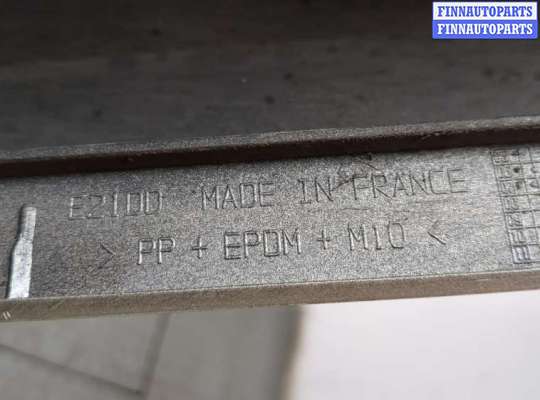 FINNAUTOPARTS
FINNAUTOPARTS
E2100 MADE IN FRANCE
> PP + EPDM + M10 <